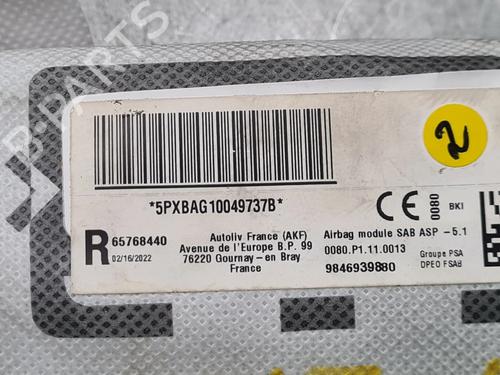 B-PARTS
2
*5PXBAG10049737B*
CE 0080 BKI
R 65768440
02/16/2022
Autoliv France (AKF)
Avenue de l'Europe B.P. 99
76220 Gournay - en Bray
France
Airbag module SAB ASP -5.1
0080.P1.11.0013
9846939880
Groupe PSA
DPEO FSAB